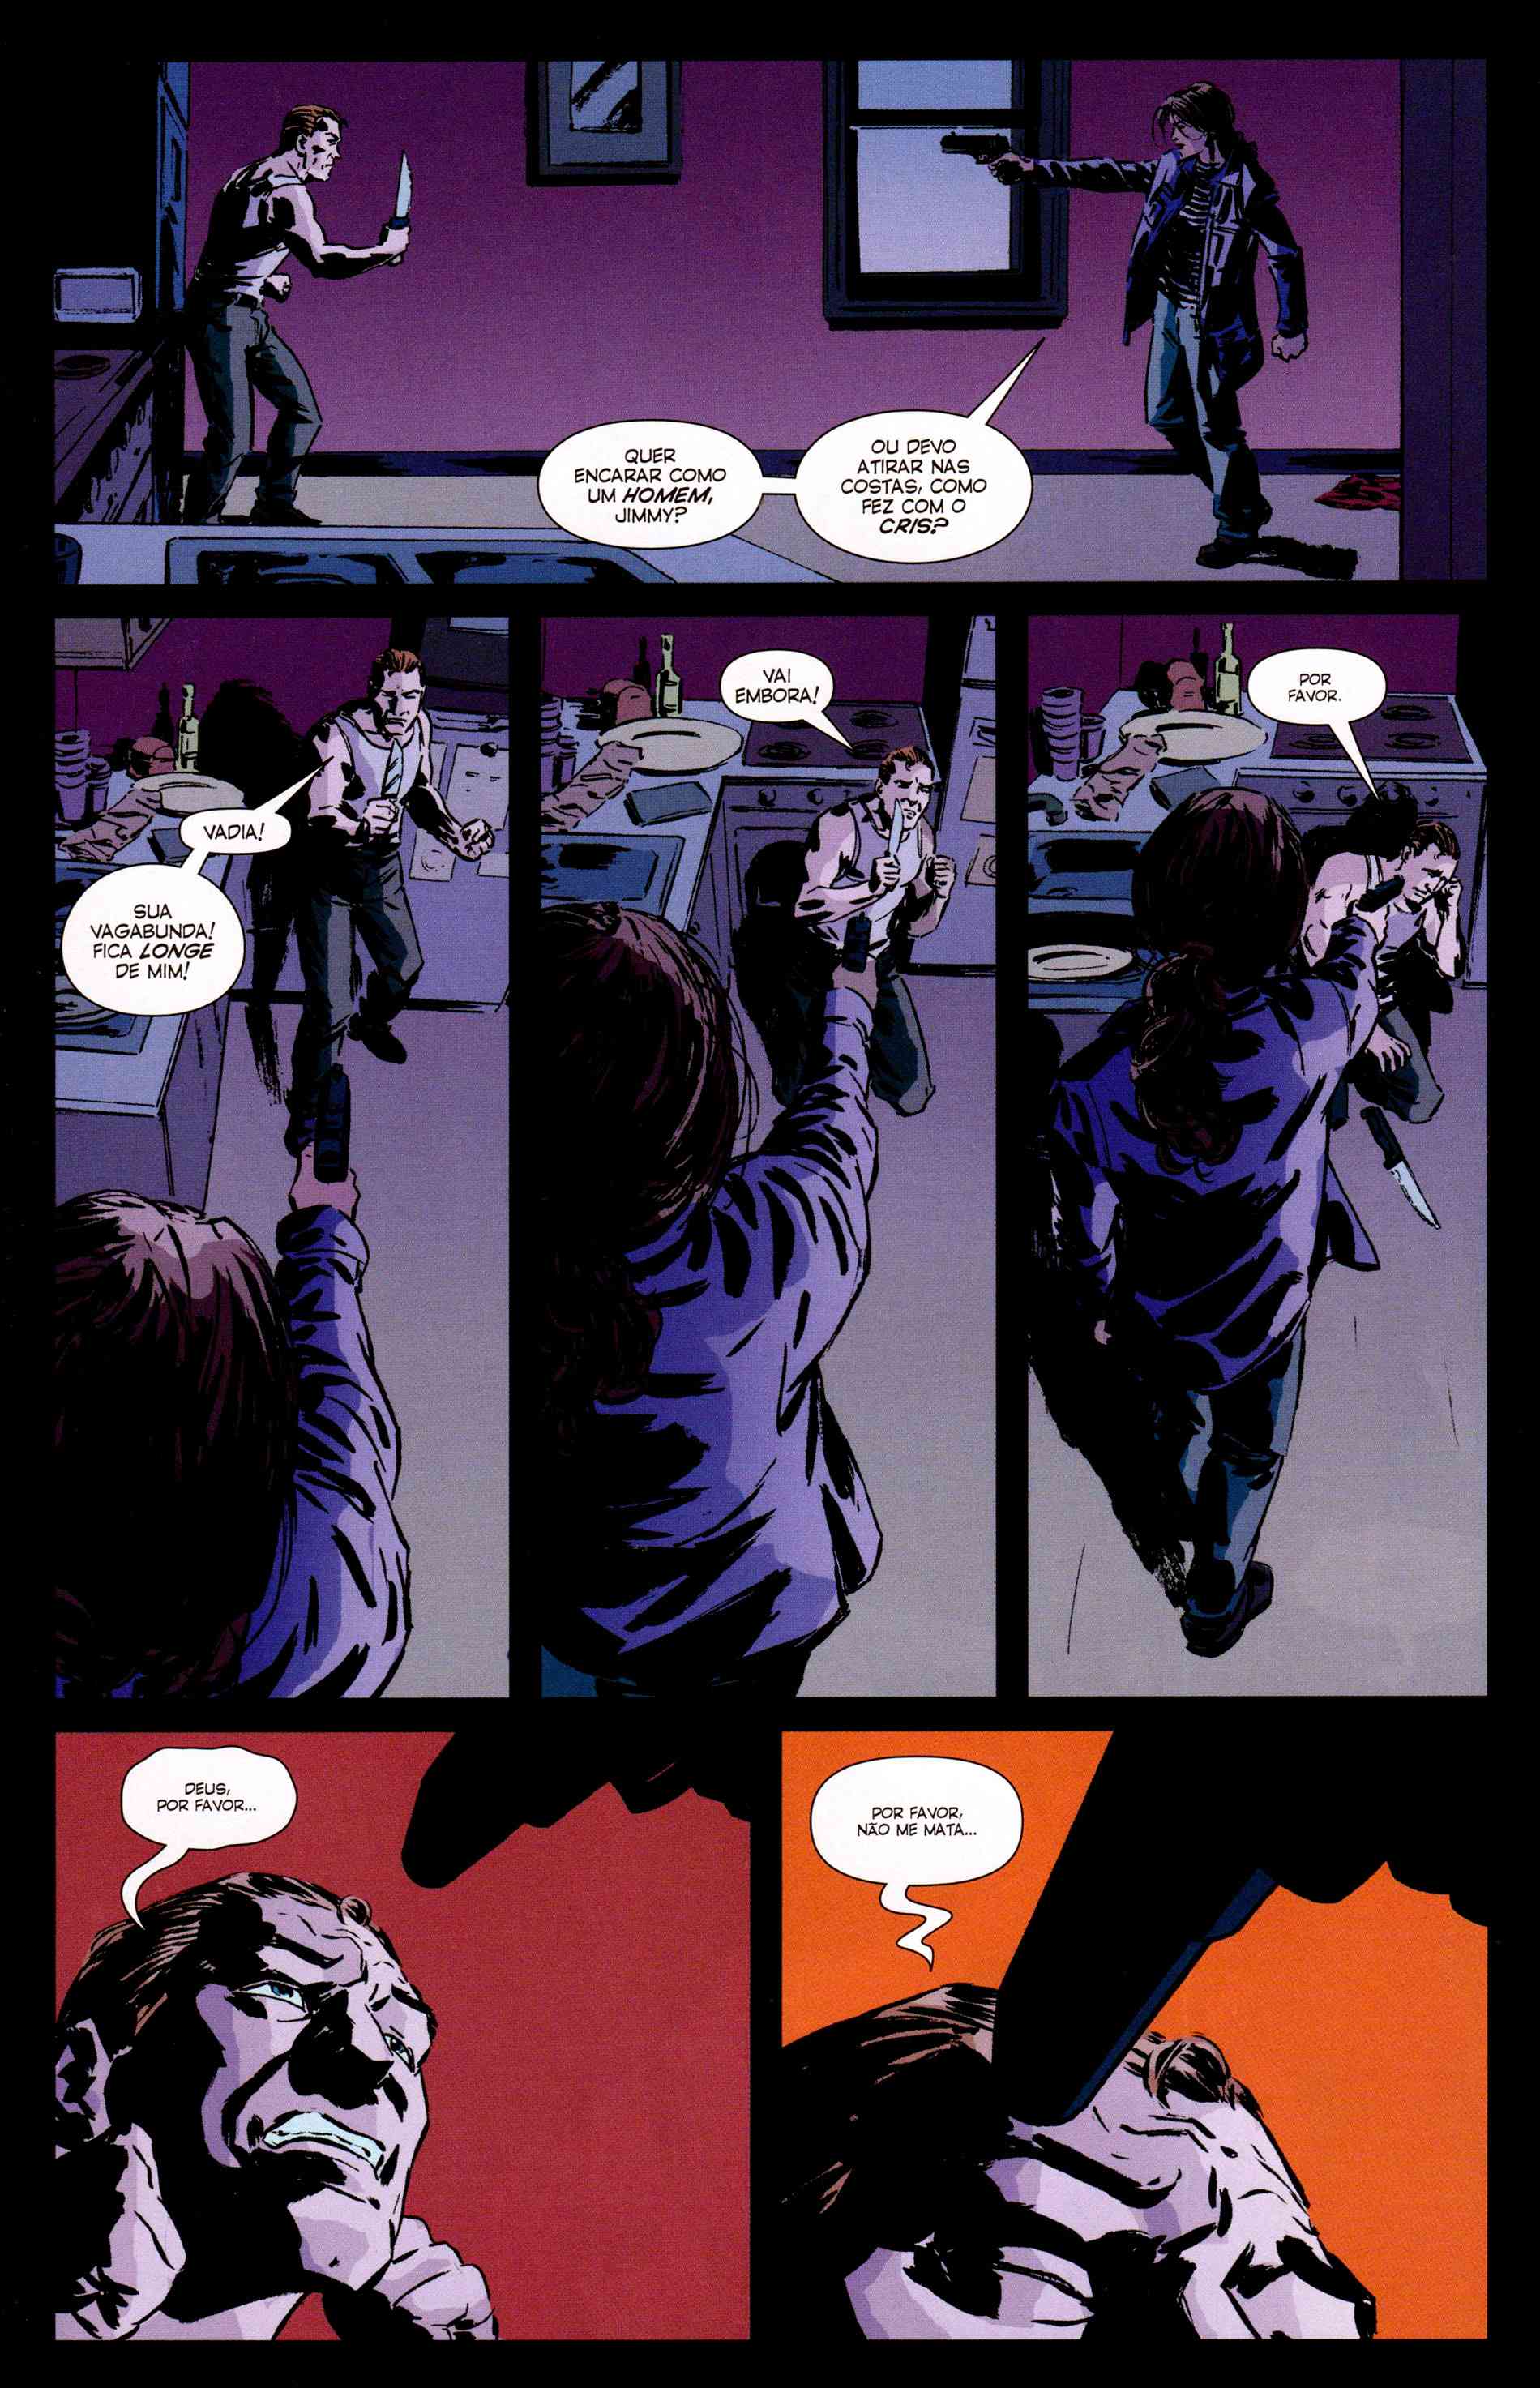 QUER
ENCARAR COMO
UM HOMEM,
JIMMY?
OU DEVO
ATIRAR NAS
COSTAS, COMO
FEZ COM O
CRIS?
VADIA!
SUA
VAGABUNDA!
FICA LONGE
DE MIM!
VAI
EMBORA!
POR
FAVOR.
DEUS,
POR FAVOR...
POR FAVOR,
NÃO ME MATA...